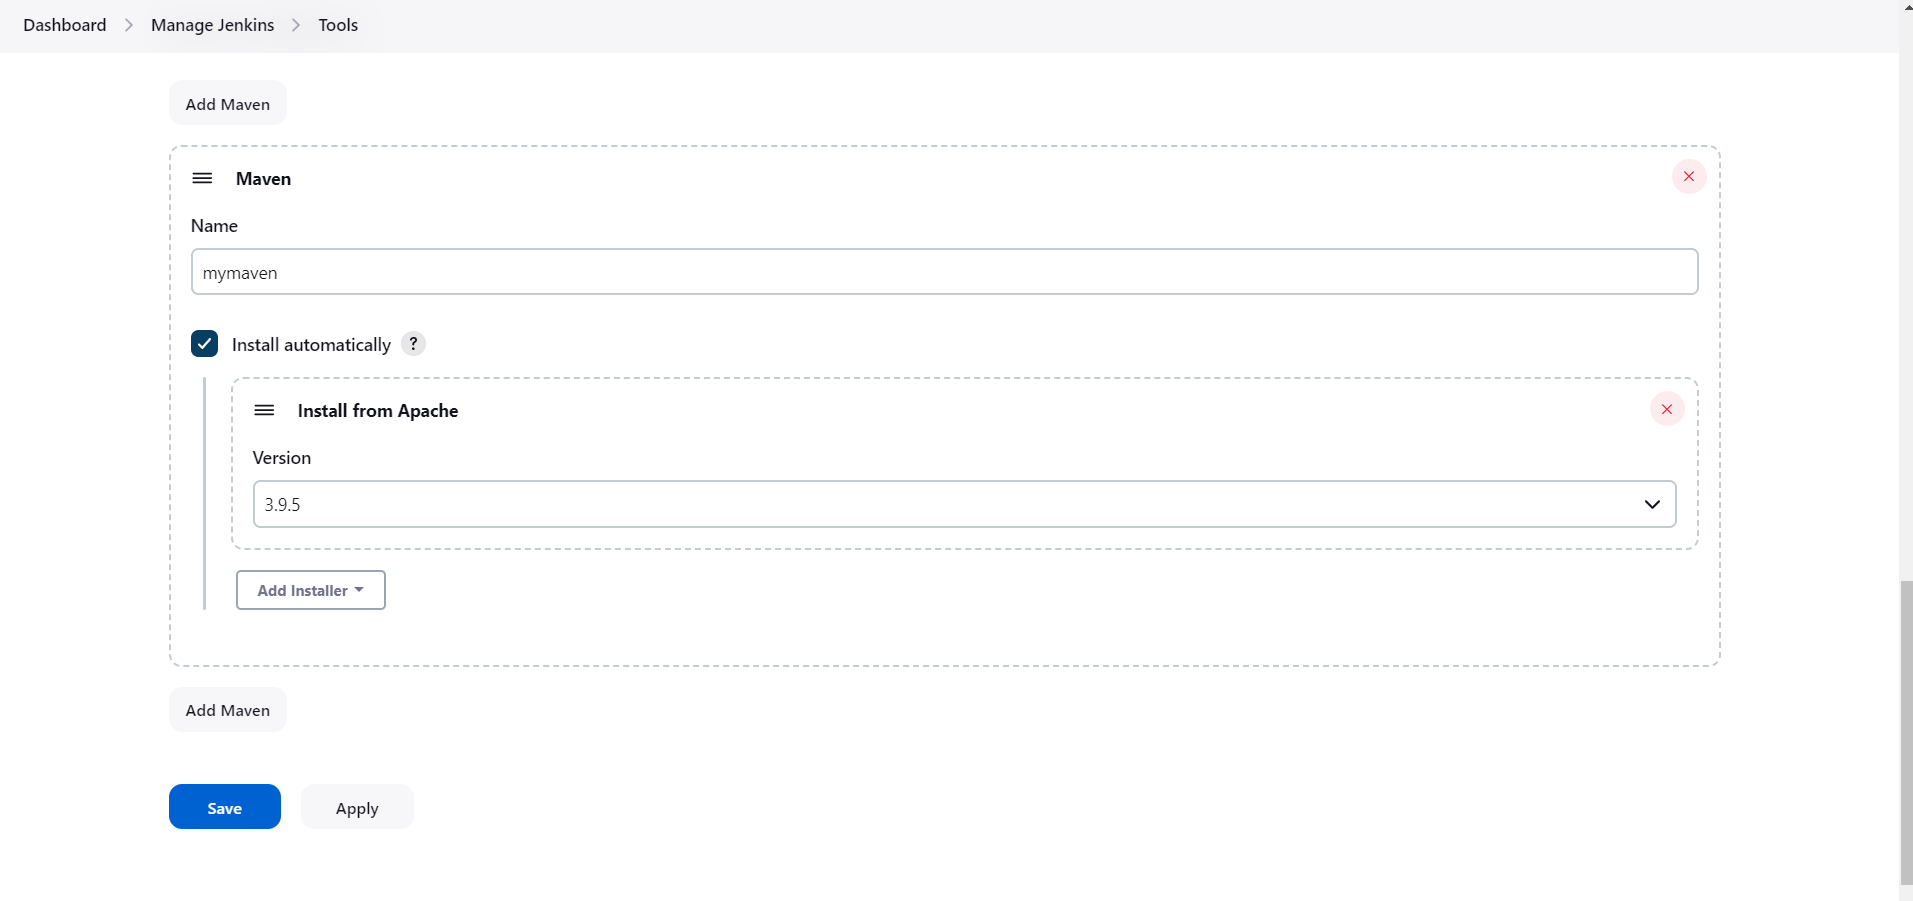 Dashboard > Manage Jenkins > Tools
Add Maven
Maven
Name
mymaven
Install automatically ?
Install from Apache
Version
3.9.5
Add Installer
Add Maven
Save Apply